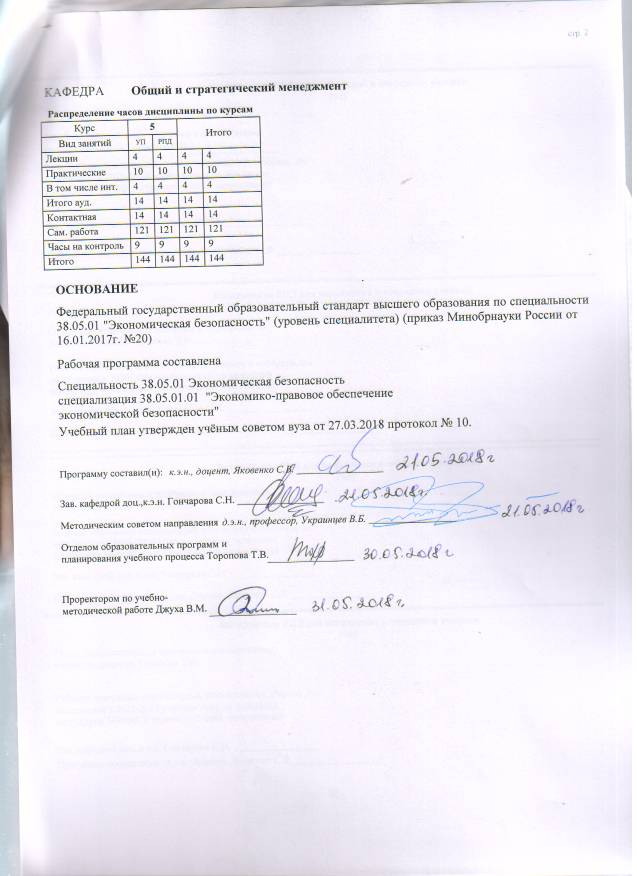 стр. 2
КАФЕДРА Общий и стратегический менеджмент
Распределение часов дисциплины по курсам
Курс 5 Итого
Вид занятий УП РПД
Лекции 4 4 4 4
Практические 10 10 10 10
В том числе инт. 4 4 4 4
Итого ауд. 14 14 14 14
Контактная 14 14 14 14
Сам. работа 121 121 121 121
Часы на контроль 9 9 9 9
Итого 144 144 144 144
ОСНОВАНИЕ
Федеральный государственный образовательный стандарт высшего образования по специальности
38.05.01 "Экономическая безопасность" (уровень специалитета) (приказ Минобрнауки России от
16.01.2017г. №20)
Рабочая программа составлена
Специальность 38.05.01 Экономическая безопасность
специализация 38.05.01.01 "Экономико-правовое обеспечение
экономической безопасности"
Учебный план утвержден учёным советом вуза от 27.03.2018 протокол № 10.
Программу составил(и): к.э.н., доцент, Яковенко С.В. 21.05.2018г
Зав. кафедрой доц.,к.э.н. Гончарова С.Н. 21.05.2018г.
Методическим советом направления д.э.н., профессор, Украинцев В.Б. 21.05.2018г
Отделом образовательных программ и
планирования учебного процесса Торопова Т.В. 30.05.2018г
Проректором по учебно-
методической работе Джуха В.М. 31.05.2018г.